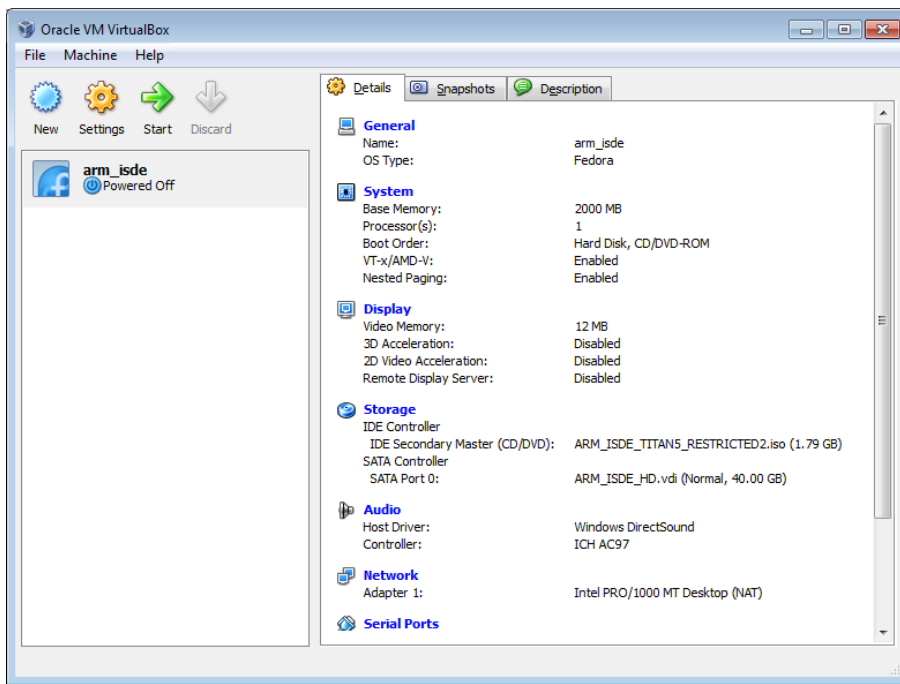 Oracle VM VirtualBox
File Machine Help
New Settings Start Discard
arm_isde
Powered Off
Details Snapshots Description
General
Name: arm_isde
OS Type: Fedora
System
Base Memory: 2000 MB
Processor(s): 1
Boot Order: Hard Disk, CD/DVD-ROM
VT-x/AMD-V: Enabled
Nested Paging: Enabled
Display
Video Memory: 12 MB
3D Acceleration: Disabled
2D Video Acceleration: Disabled
Remote Display Server: Disabled
Storage
IDE Controller
IDE Secondary Master (CD/DVD): ARM_ISDE_TITAN5_RESTRICTED2.iso (1.79 GB)
SATA Controller
SATA Port 0: ARM_ISDE_HD.vdi (Normal, 40.00 GB)
Audio
Host Driver: Windows DirectSound
Controller: ICH AC97
Network
Adapter 1: Intel PRO/1000 MT Desktop (NAT)
Serial Ports